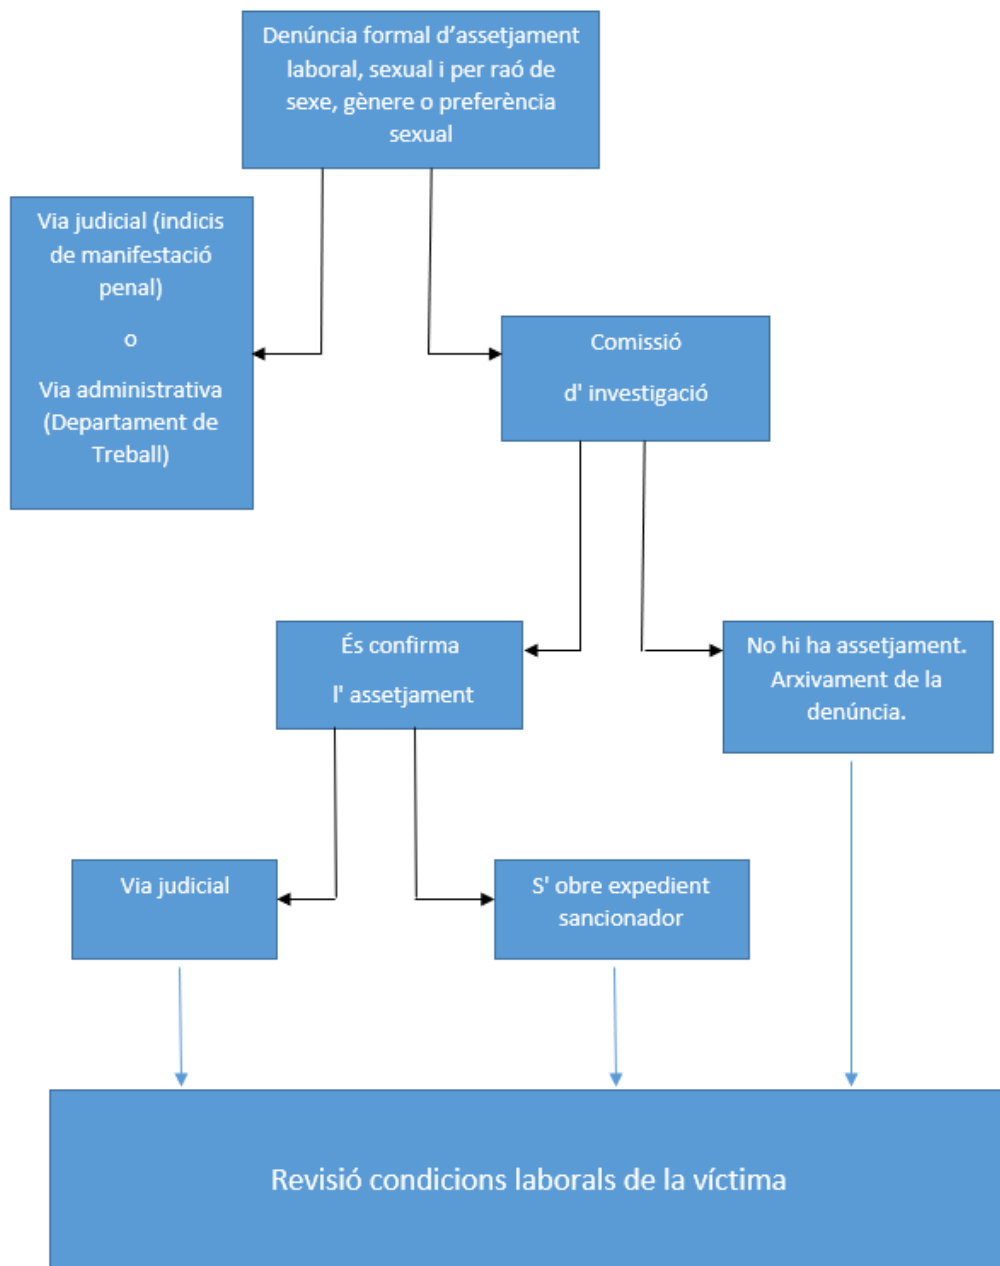 Denúncia formal d’assetjament
laboral, sexual i per raó de
sexe, gènere o preferència
sexual
Via judicial (indicis
de manifestació
penal)
o
Via administrativa
(Departament de
Treball)
Comissió
d' investigació
És confirma
l' assetjament
No hi ha assetjament.
Arxivament de la
denúncia.
Via judicial
S' obre expedient
sancionador
Revisió condicions laborals de la víctima